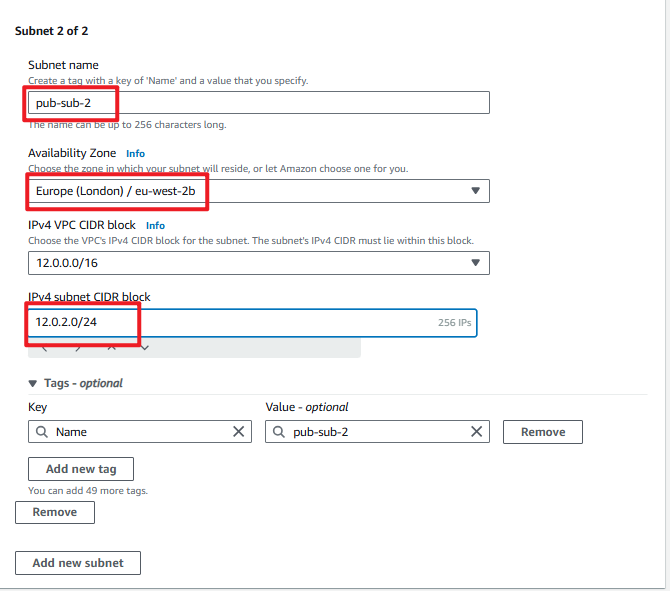 Subnet 2 of 2
Subnet name
Create a tag with a key of 'Name' and a value that you specify.
pub-sub-2
The name can be up to 256 characters long.
Availability Zone Info
Choose the zone in which your subnet will reside, or let Amazon choose one for you.
Europe (London) / eu-west-2b
IPv4 VPC CIDR block Info
Choose the VPC's IPv4 CIDR block for the subnet. The subnet's IPv4 CIDR must lie within this block.
12.0.0.0/16
IPv4 subnet CIDR block
12.0.2.0/24 256 IPs
Tags - optional
Key Value - optional
Name pub-sub-2 Remove
Add new tag
You can add 49 more tags.
Remove
Add new subnet